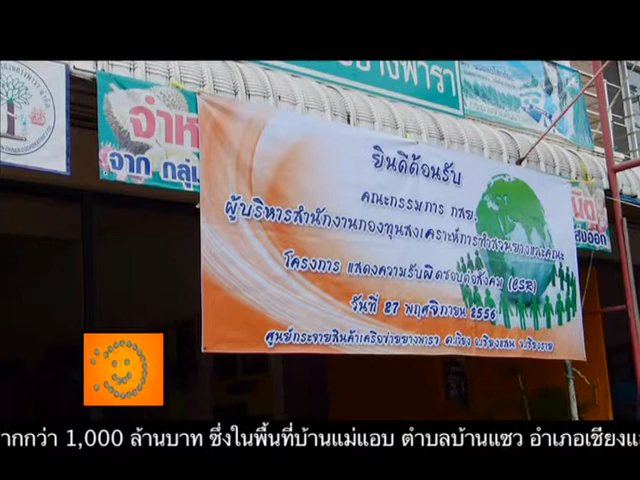 ยางพารา
จำห
จาก กลุ่ม
ยินดีต้อนรับ
คณะกรรมการ กสย.
ผู้บริหารสำนักงานกองทุนสงเคราะห์การทำสวนยางและคณะ
โครงการ แสดงความรับผิดชอบต่อสังคม (CSR)
วันที่ 27 พฤศจิกายน 2556
ศูนย์กระจายสินค้าเครือข่ายยางพารา ต.เวียง อ.เชียงแสน จ.เชียงราย
ส่งออก
ากกว่า 1,000 ล้านบาท ซึ่งในพื้นที่บ้านแม่แอบ ตำบลบ้านแซว อำเภอเชียงแ